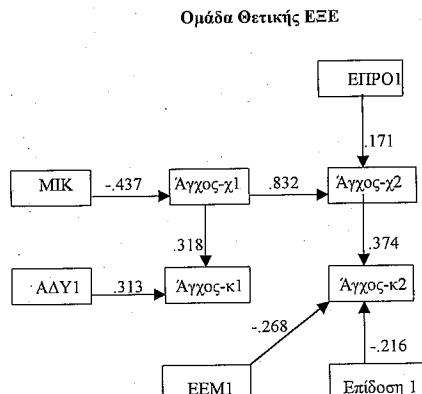 Ομάδα Θετικής ΕΞΕ
ΕΠΡΟ1
.171
ΜΙΚ
-.437
Άγχος-χ1
.832
Άγχος-χ2
.318
.374
ΑΔΥ1
.313
Άγχος-κ1
Άγχος-κ2
-.268
-.216
ΕΕΜ1
Επίδοση 1